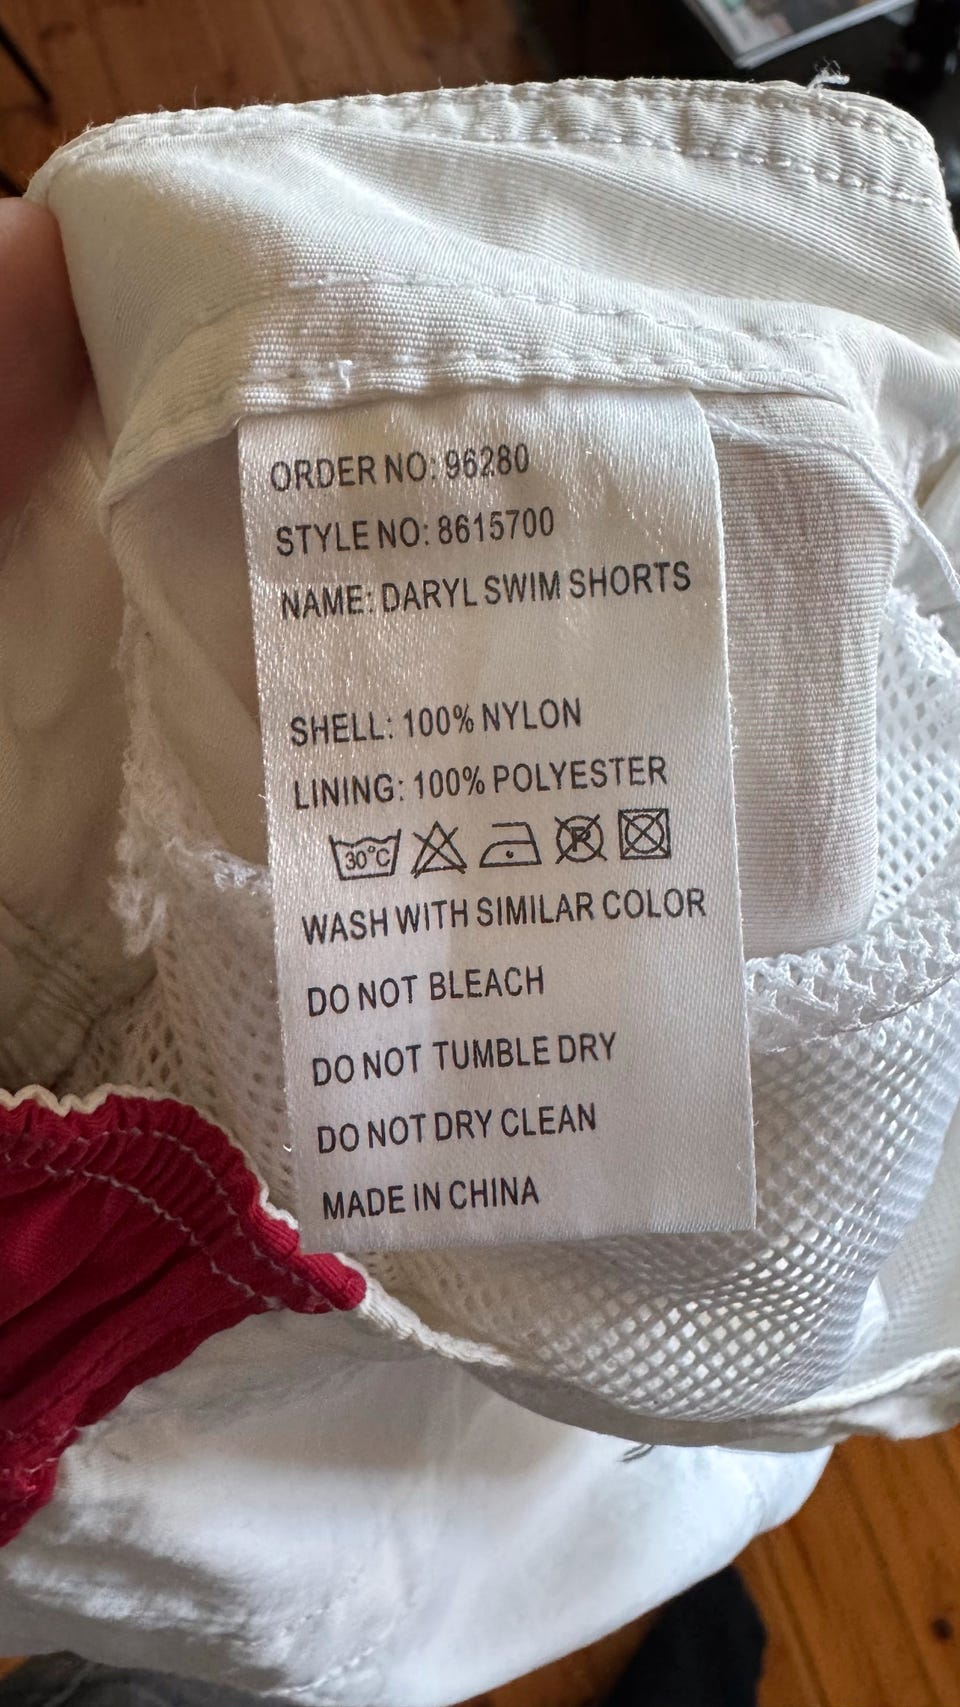 ORDER NO: 96280
STYLE NO: 8615700
NAME: DARYL SWIM SHORTS
SHELL: 100% NYLON
LINING: 100% POLYESTER
30°C P
WASH WITH SIMILAR COLOR
DO NOT BLEACH
DO NOT TUMBLE DRY
DO NOT DRY CLEAN
MADE IN CHINA